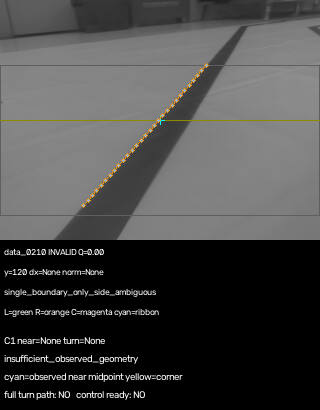 data_0210 INVALID Q=0.00
y=120 dx=None norm=None
single_boundary_only_side_ambiguous
L=green R=orange C=magenta cyan=ribbon
C1 near=None turn=None
insufficient_observed_geometry
cyan=observed near midpoint yellow=corner
full turn path: NO control ready: NO